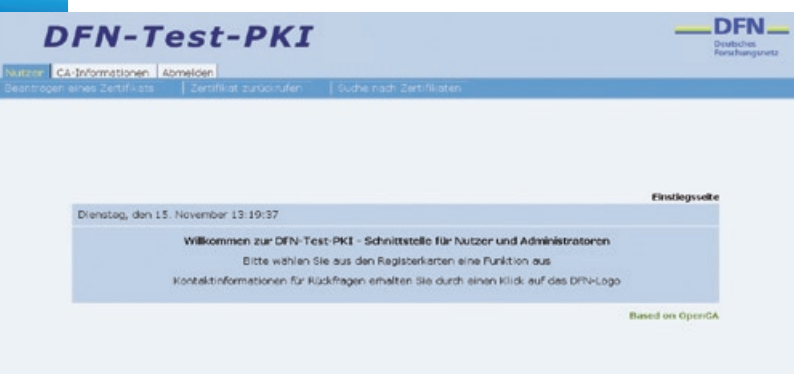 DFN-Test-PKI
DFN
Deutsches
Forschungsnetz
Nutzer CA-Informationen Abmelden
Beantragen eines Zertifikats | Zertifikat zurückrufen | Suche nach Zertifikaten
Einstiegsseite
Dienstag, den 15. November 13:19:37
Willkommen zur DFN-Test-PKI - Schnittstelle für Nutzer und Administratoren
Bitte wählen Sie aus den Registerkarten eine Funktion aus
Kontaktinformationen für Rückfragen erhalten Sie durch einen Klick auf das DFN-Logo
Based on OpenCA